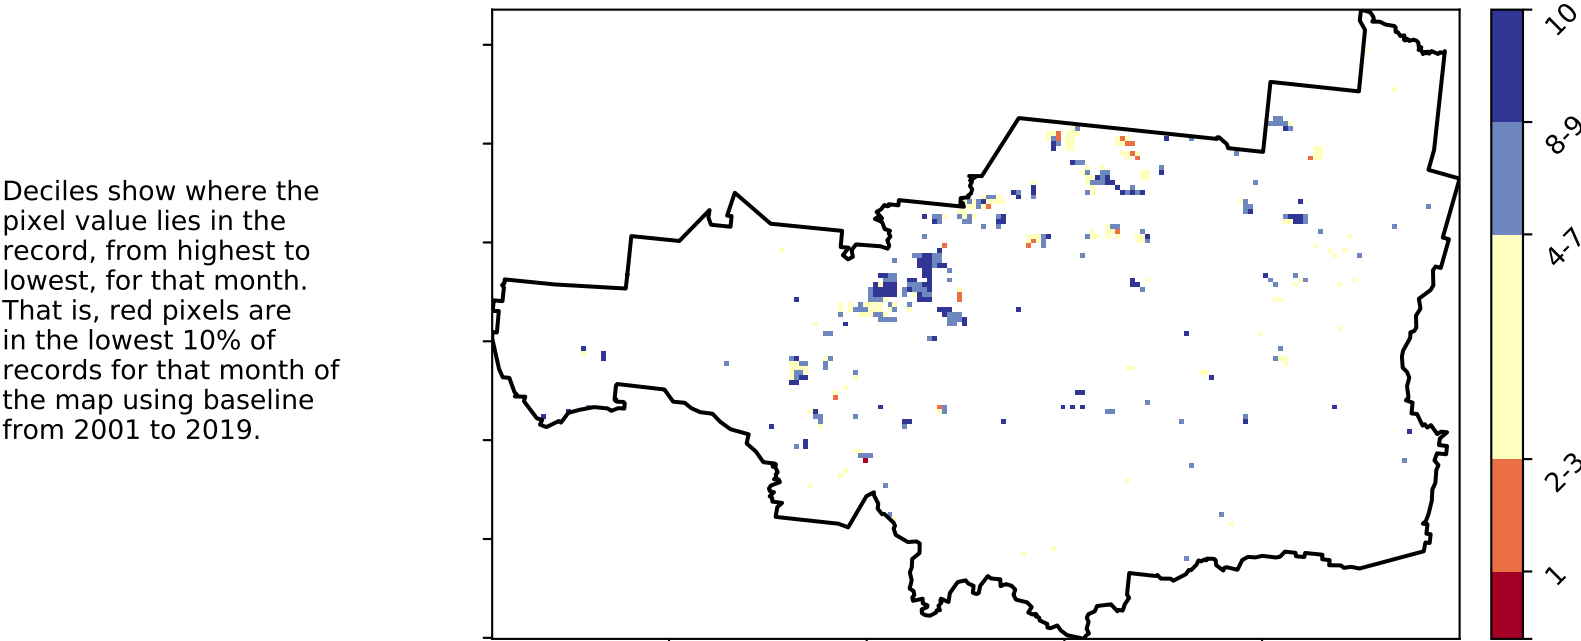 Deciles show where the
pixel value lies in the
record, from highest to
lowest, for that month.
That is, red pixels are
in the lowest 10% of
records for that month of
the map using baseline
from 2001 to 2019.
10
8-9
4-7
2-3
1